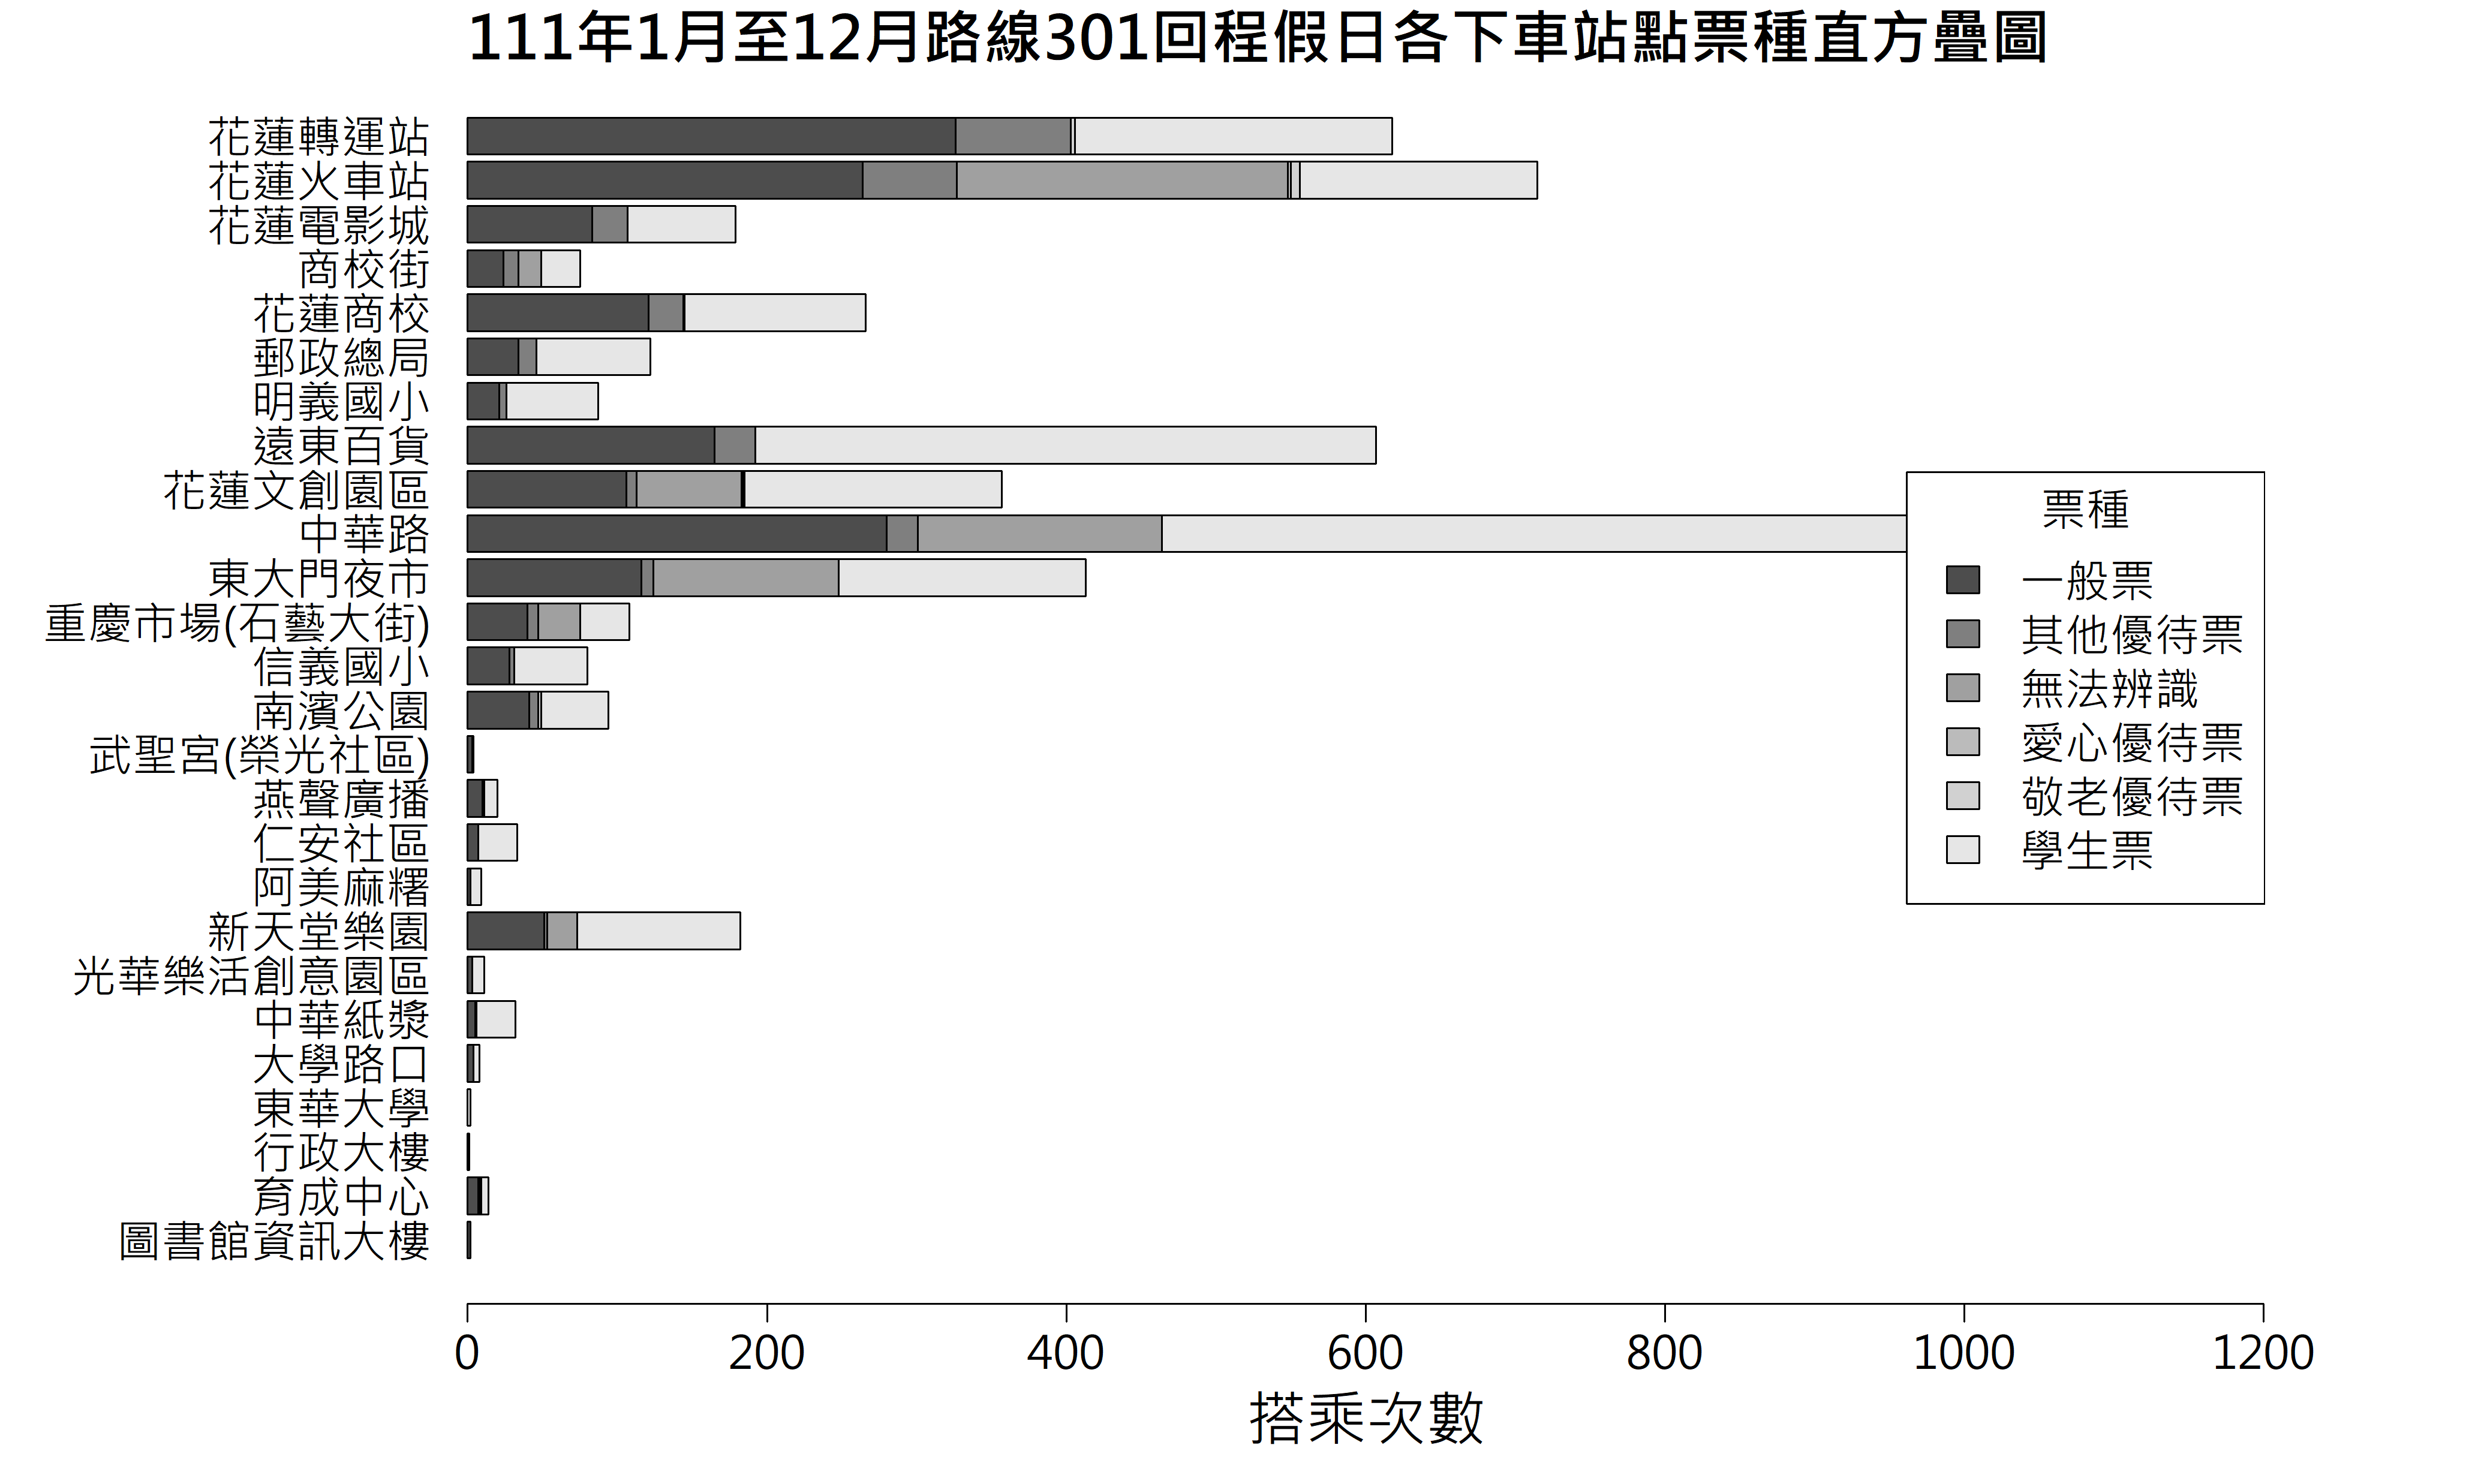 111年1月至12月路線301回程假日各下車站點票種直方疊圖
花蓮轉運站
花蓮火車站
花蓮電影城
商校街
花蓮商校
郵政總局
明義國小
遠東百貨
花蓮文創園區
中華路
東大門夜市
重慶市場(石藝大街)
信義國小
南濱公園
武聖宮(榮光社區)
燕聲廣播
仁安社區
阿美麻糬
新天堂樂園
光華樂活創意園區
中華紙漿
大學路口
東華大學
行政大樓
育成中心
圖書館資訊大樓
票種
一般票
其他優待票
無法辨識
愛心優待票
敬老優待票
學生票
0 200 400 600 800 1000 1200
搭乘次數